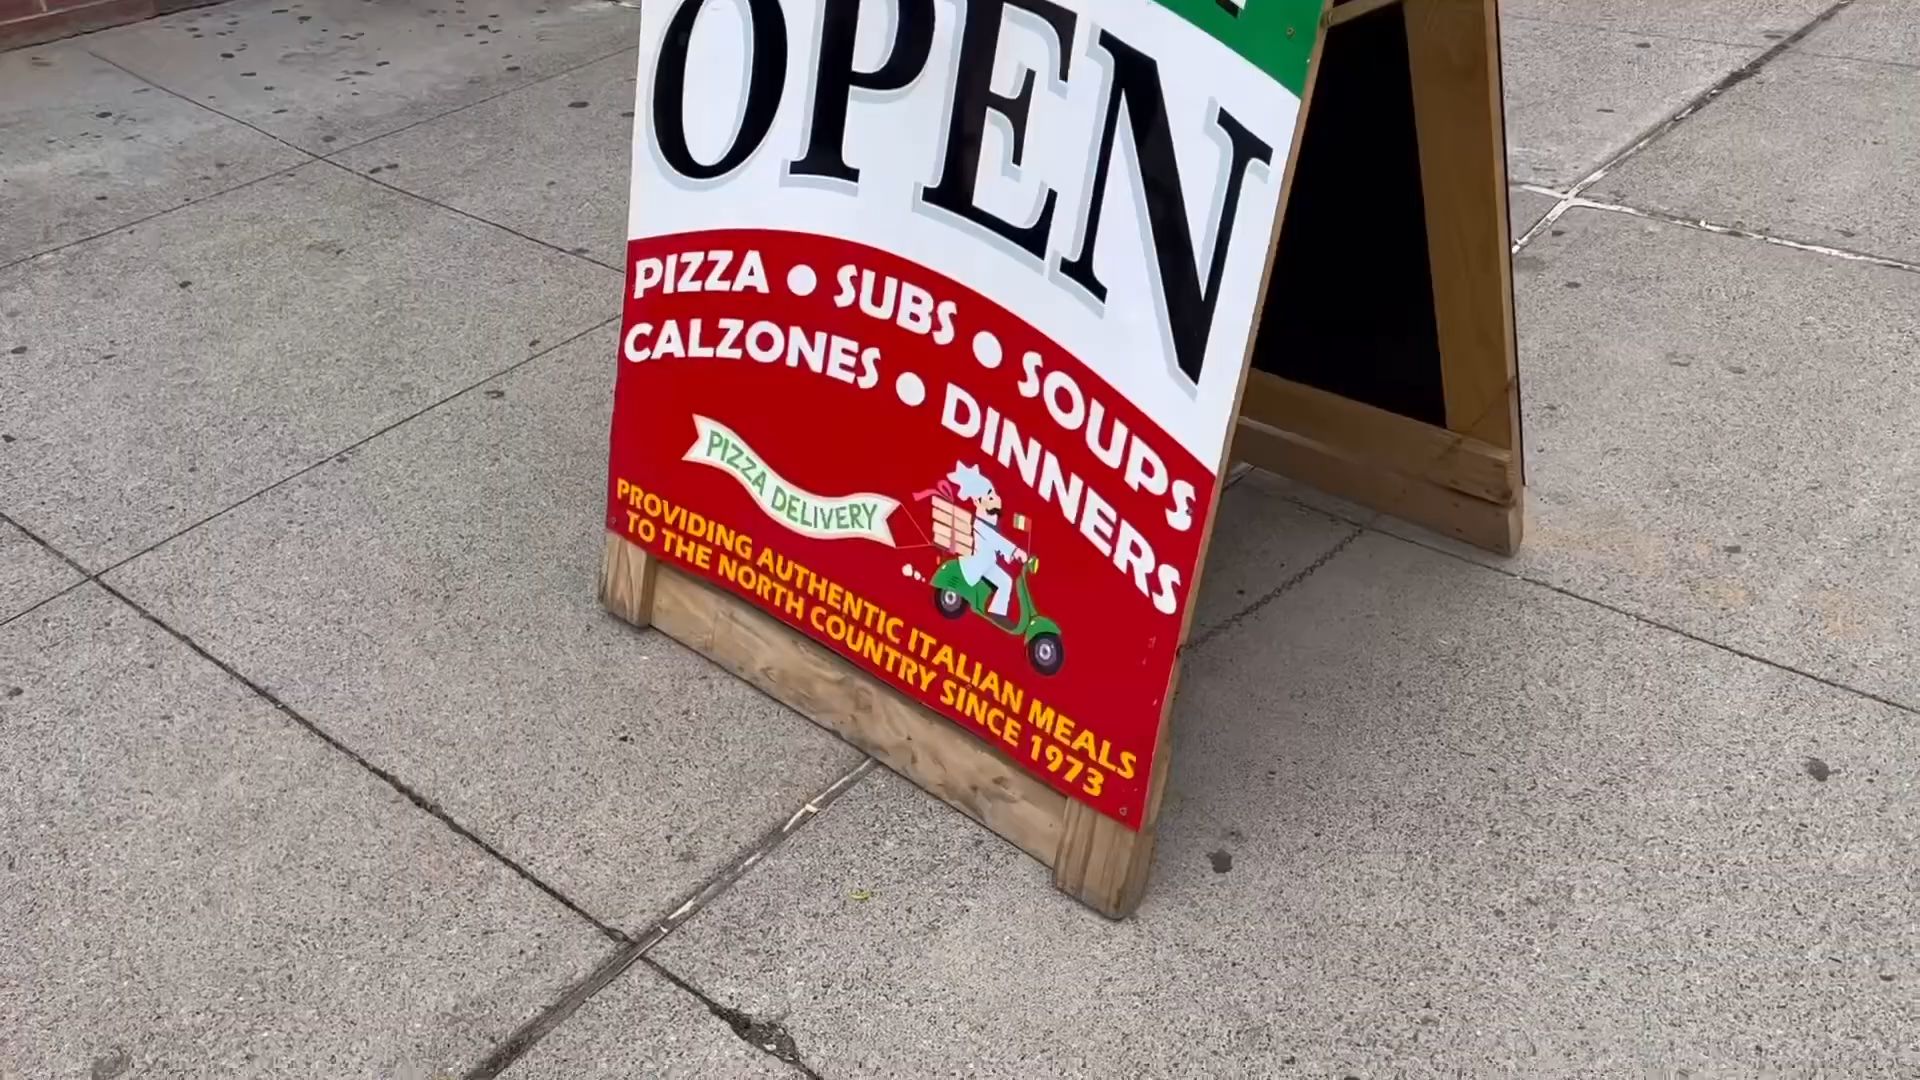 OPEN
PIZZA • SUBS • SOUPS
CALZONES • DINNERS
PIZZA DELIVERY
PROVIDING AUTHENTIC ITALIAN MEALS
TO THE NORTH COUNTRY SINCE 1973